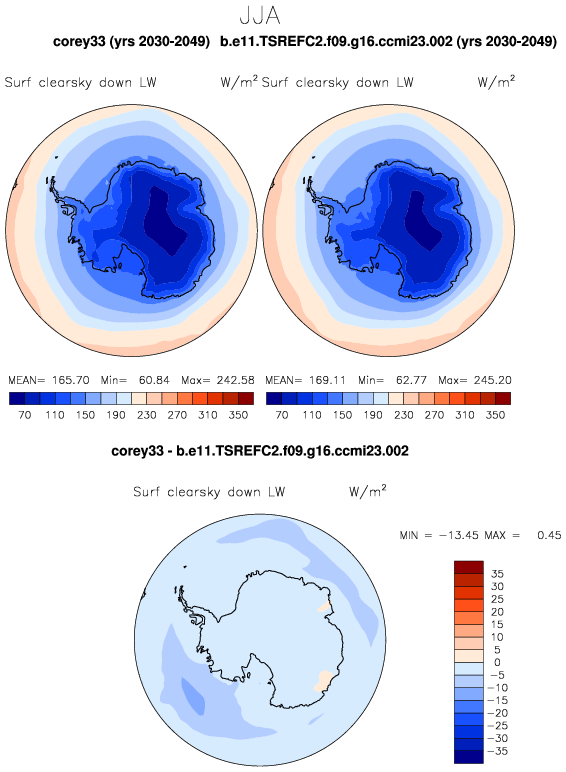 JJA
corey33 (yrs 2030-2049) b.e11.TSREFC2.f09.g16.ccmi23.002 (yrs 2030-2049)
Surf clearsky down LW W/m² Surf clearsky down LW W/m²
MEAN= 165.70 Min= 60.84 Max= 242.58 MEAN= 169.11 Min= 62.77 Max= 245.20
70 110 150 190 230 270 310 350 70 110 150 190 230 270 310 350
corey33 - b.e11.TSREFC2.f09.g16.ccmi23.002
Surf clearsky down LW W/m²
MIN = -13.45 MAX = 0.45
35
30
25
20
15
10
5
0
-5
-10
-15
-20
-25
-30
-35